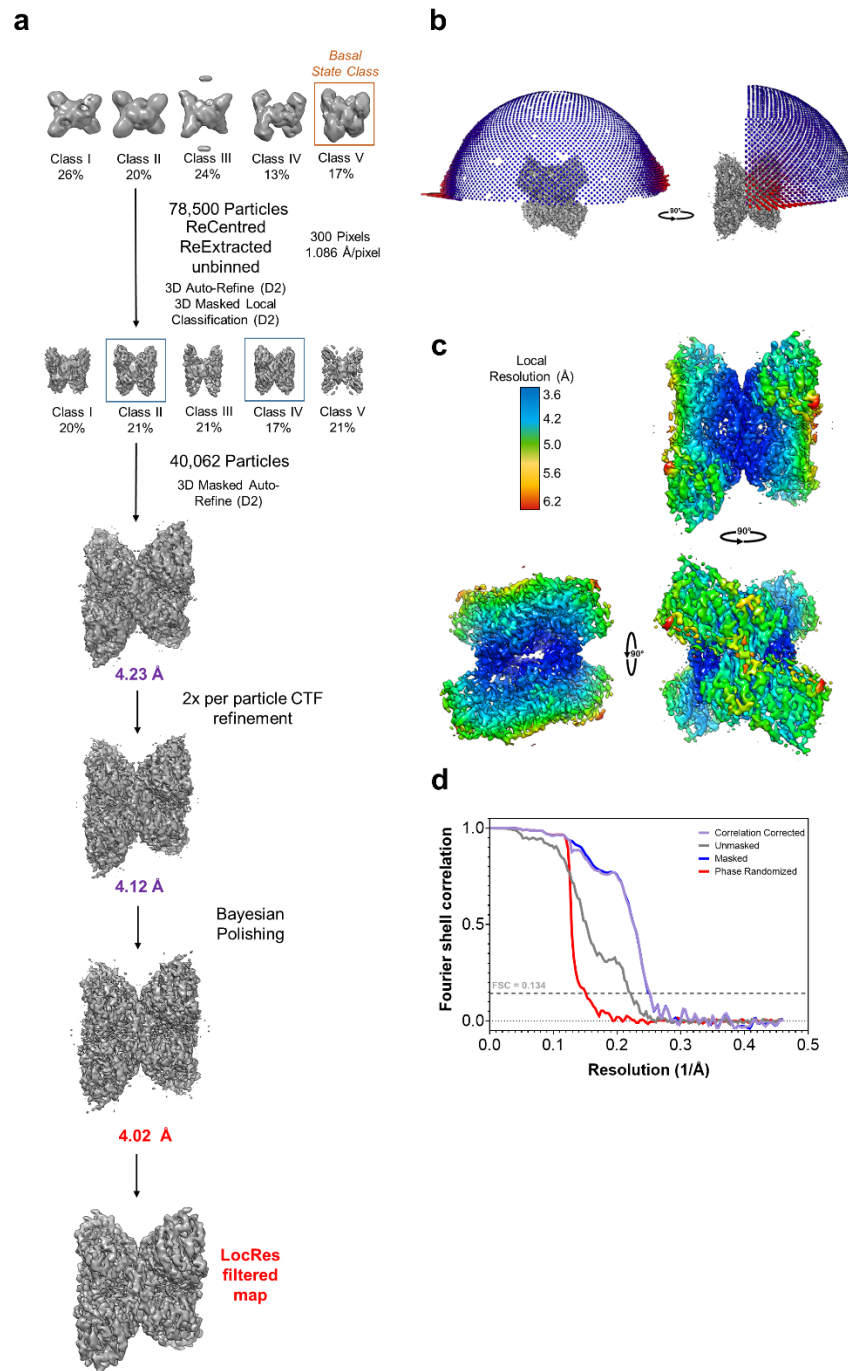 a
Basal
State Class
Class I
26%
Class II
20%
Class III
24%
Class IV
13%
Class V
17%
78,500 Particles
ReCentred
ReExtracted
unbinned
300 Pixels
1.086 Å/pixel
3D Auto-Refine (D2)
3D Masked Local
Classification (D2)
Class I
20%
Class II
21%
Class III
21%
Class IV
17%
Class V
21%
40,062 Particles
3D Masked Auto-
Refine (D2)
4.23 Å
2x per particle CTF
refinement
4.12 Å
Bayesian
Polishing
4.02 Å
LocRes
filtered
map
b
90°
c
Local
Resolution (Å)
3.6
4.2
5.0
5.6
6.2
90°
90°
d
Fourier shell correlation
1.0
0.5
0.0
Correlation Corrected
Unmasked
Masked
Phase Randomized
FSC = 0.134
0.0
0.1
0.2
0.3
0.4
0.5
Resolution (1/Å)